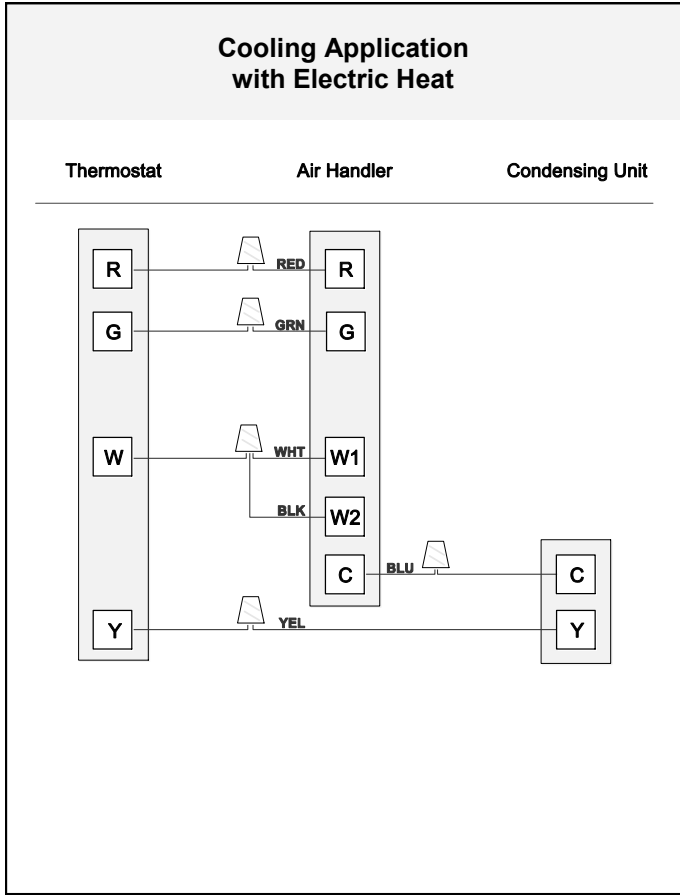 Cooling Application
with Electric Heat
Thermostat Air Handler Condensing Unit
R RED R
G GRN G
W WHT W1
BLK W2
C BLU C
Y YEL Y